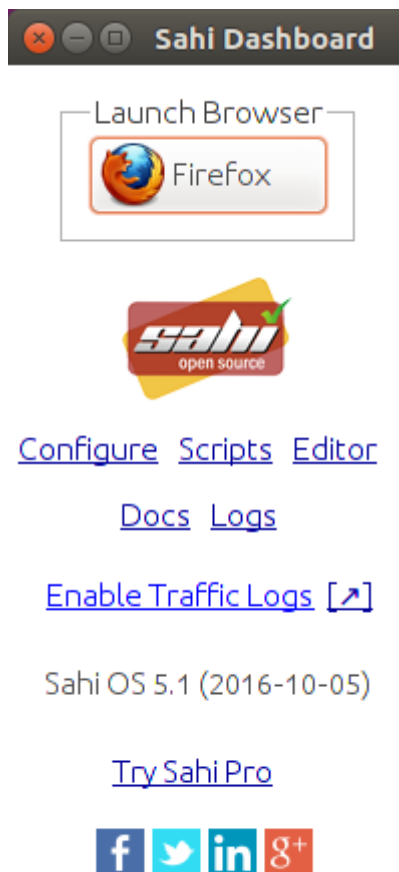 Sahi Dashboard
Launch Browser
Firefox
sahi
open source
Configure Scripts Editor
Docs Logs
Enable Traffic Logs [↗]
Sahi OS 5.1 (2016-10-05)
Try Sahi Pro
f in g+